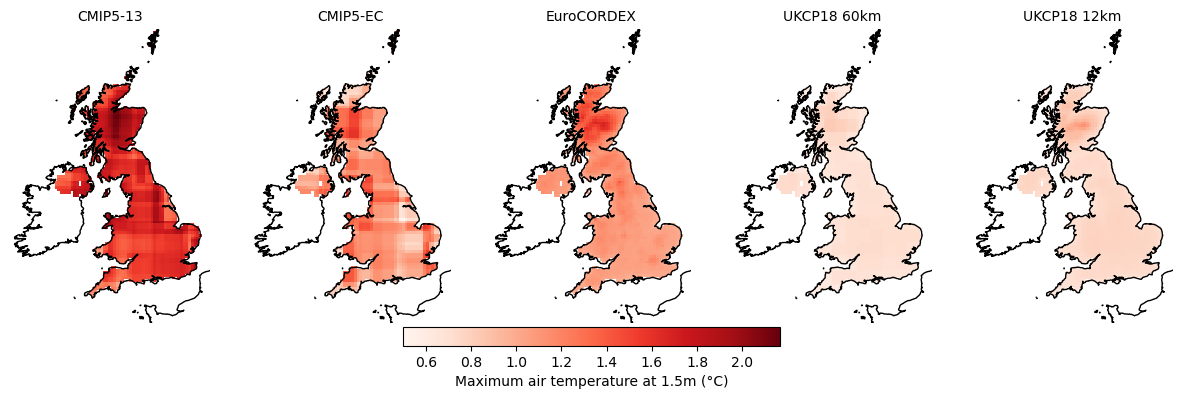 CMIP5-13
CMIP5-EC
EuroCORDEX
UKCP18 60km
UKCP18 12km
0.6 0.8 1.0 1.2 1.4 1.6 1.8 2.0
Maximum air temperature at 1.5m (°C)